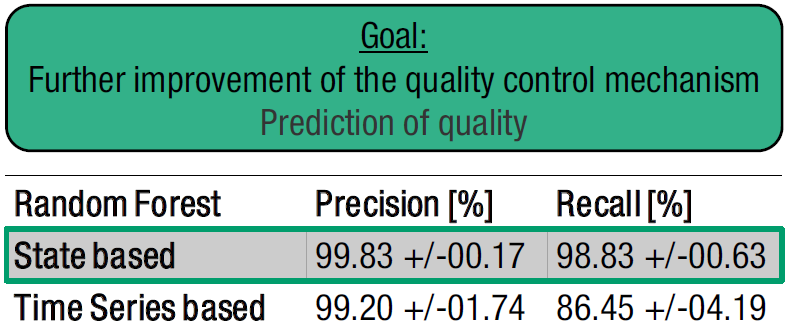 Goal:
Further improvement of the quality control mechanism
Prediction of quality
Random Forest Precision [%] Recall [%]
State based 99.83 +/-00.17 98.83 +/-00.63
Time Series based 99.20 +/-01.74 86.45 +/-04.19